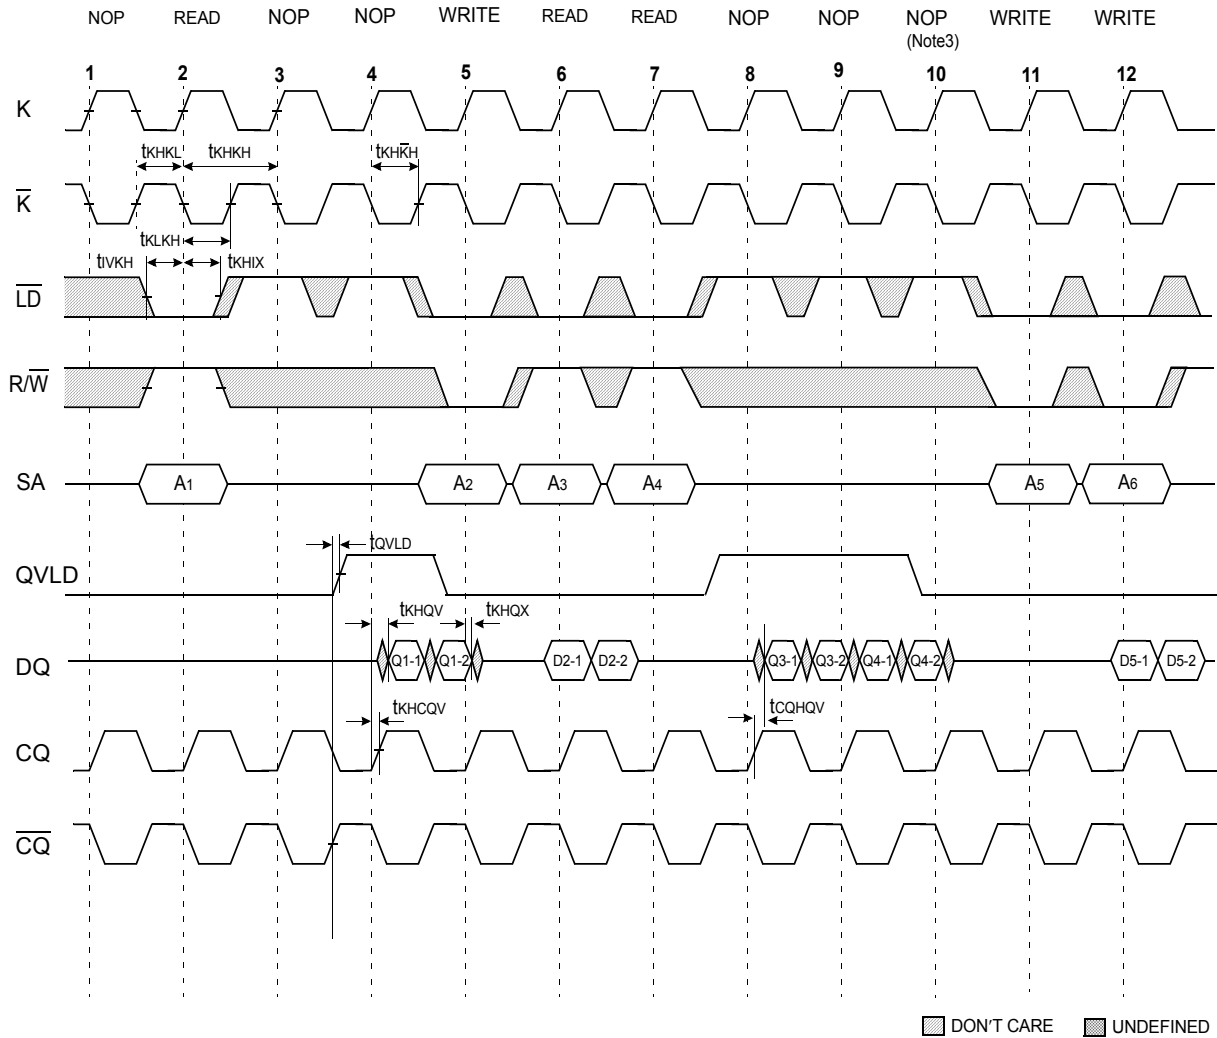 NOP READ NOP NOP WRITE READ READ NOP NOP NOP WRITE WRITE
(Note3)
1 2 3 4 5 6 7 8 9 10 11 12
K
tKHKL tKHKH tKHK̅H
K̅
tKLKH
tIVKH tKHIX
L̅D̅
R/W̅
SA A1 A2 A3 A4 A5 A6
tQVLD
QVLD
tKHQV tKHQX
DQ Q1-1 Q1-2 D2-1 D2-2 Q3-1 Q3-2 Q4-1 Q4-2 D5-1 D5-2
tKHCQV tCQHQV
CQ
C̅Q̅
DON'T CARE UNDEFINED